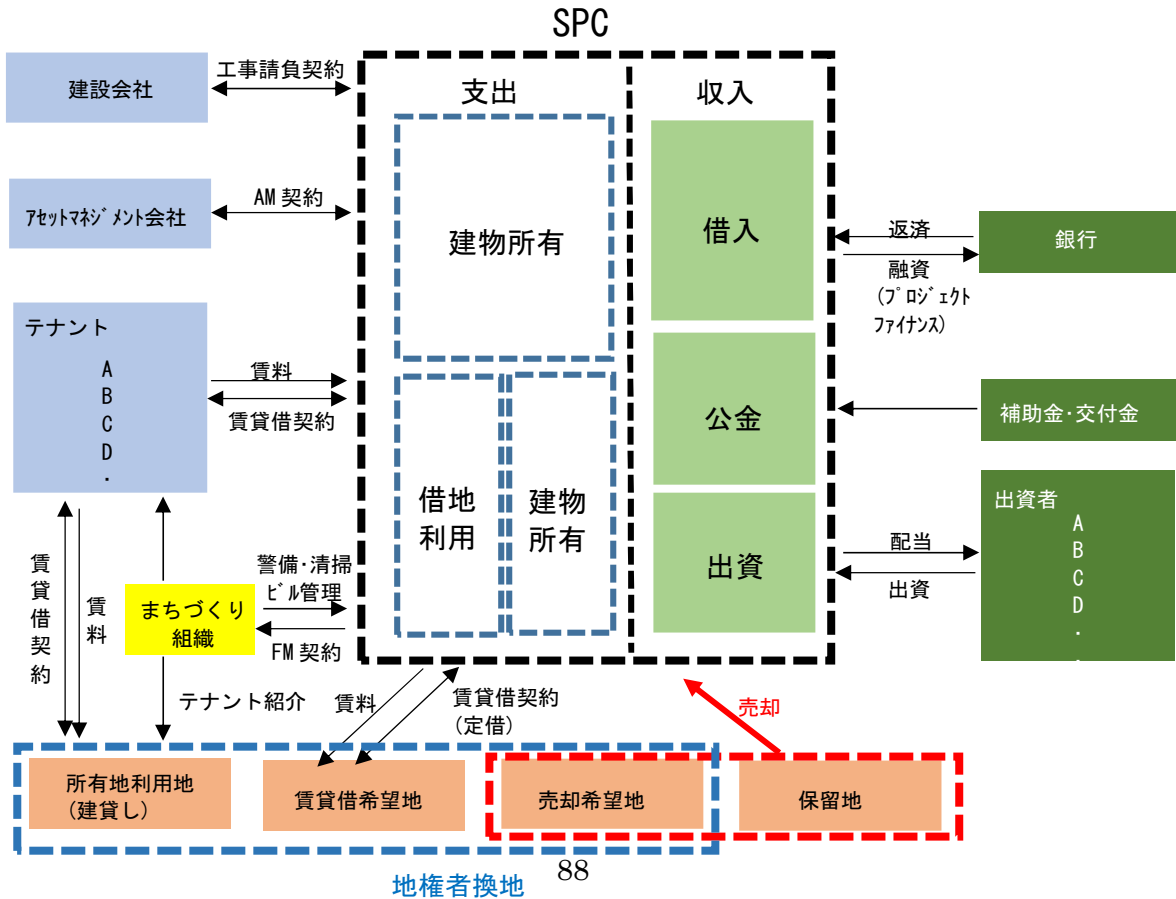 SPC
建設会社
工事請負契約
支出
収入
アセットマネジメント会社
AM契約
建物所有
借入
返済
融資
(プロジェクト
ファイナンス)
銀行
テナント
A
B
C
D
・
賃料
賃貸借契約
借地
利用
建物
所有
公金
補助金・交付金
出資
配当
出資
出資者
A
B
C
D
・
賃貸借契約
賃料
まちづくり
組織
警備・清掃
ビル管理
FM契約
テナント紹介
賃料
賃貸借契約
(定借)
売却
所有地利用地
(建貸し)
賃貸借希望地
売却希望地
保留地
88
地権者換地